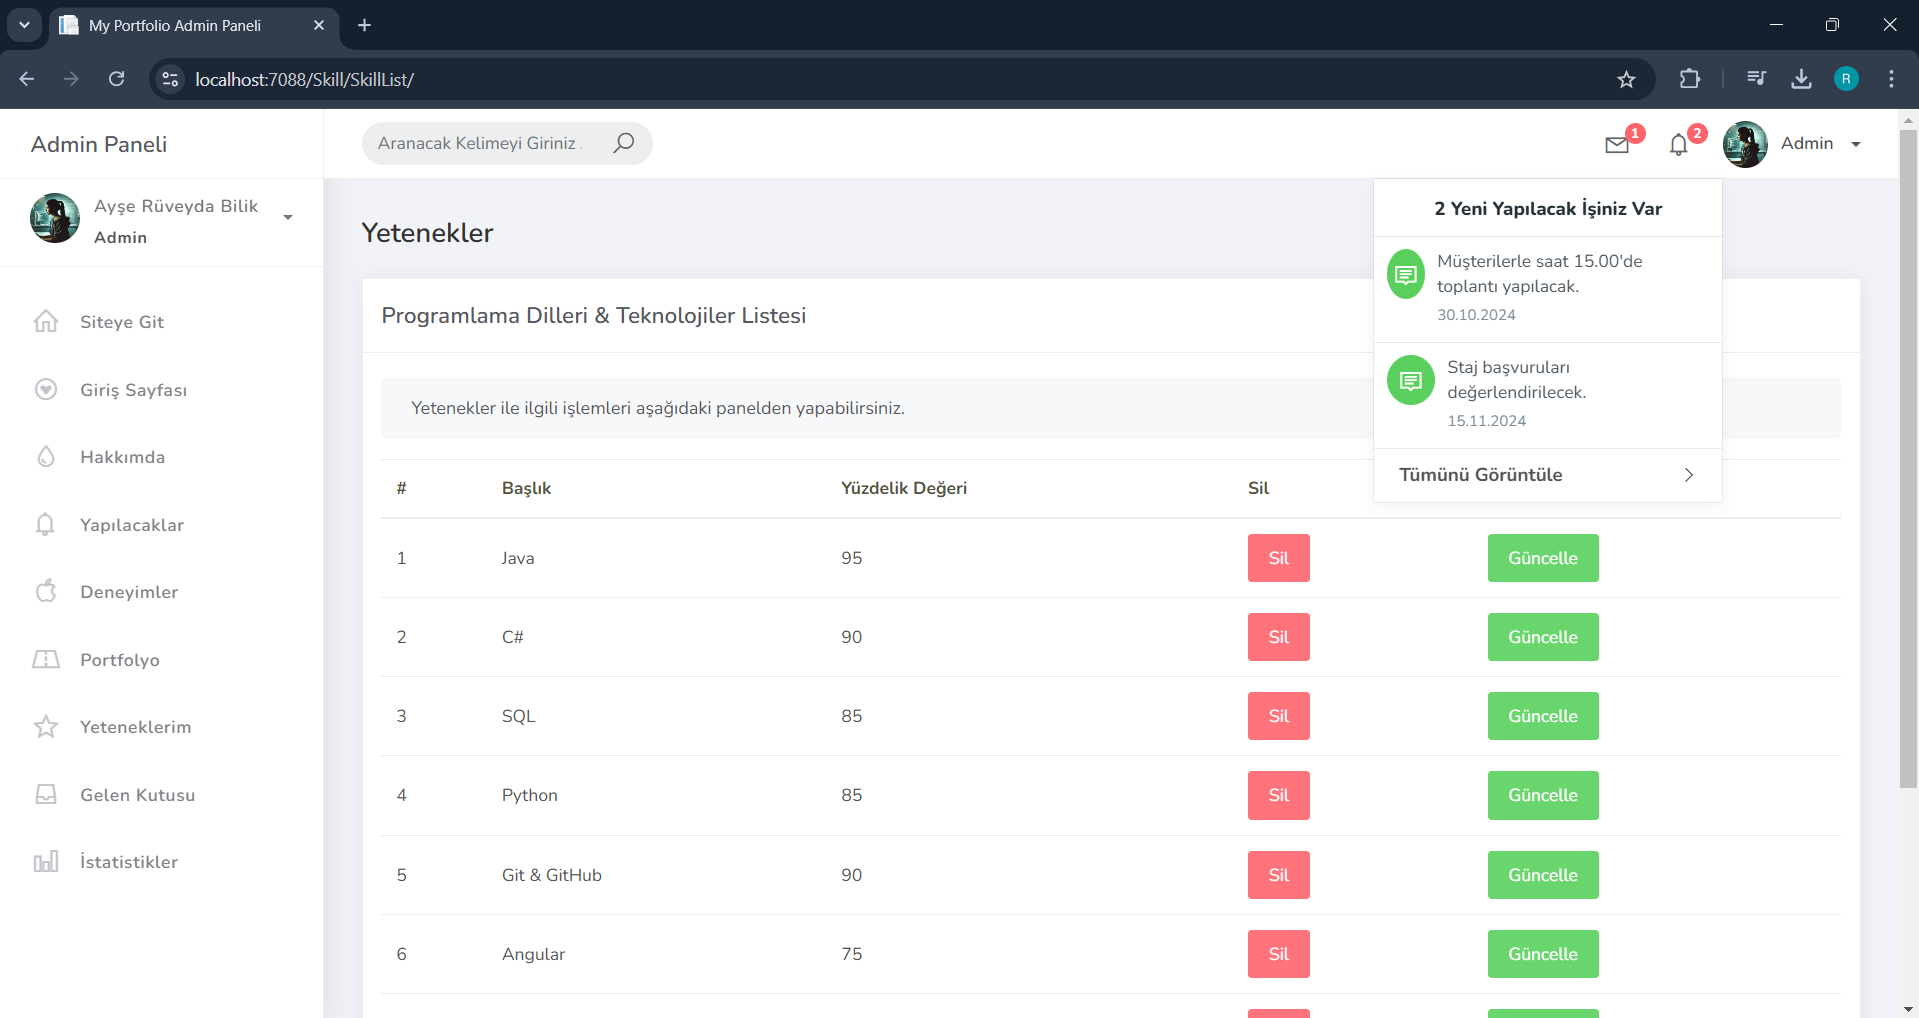 My Portfolio Admin Paneli
localhost:7088/Skill/SkillList/
R
Admin Paneli
Aranacak Kelimeyi Giriniz .
1
2
Admin
Ayşe Rüveyda Bilik
Admin
Siteye Git
Giriş Sayfası
Hakkımda
Yapılacaklar
Deneyimler
Portfolyo
Yeteneklerim
Gelen Kutusu
İstatistikler
2 Yeni Yapılacak İşiniz Var
Müşterilerle saat 15.00'de
toplantı yapılacak.
30.10.2024
Staj başvuruları
değerlendirilecek.
15.11.2024
Tümünü Görüntüle
Yetenekler
Programlama Dilleri & Teknolojiler Listesi
Yetenekler ile ilgili işlemleri aşağıdaki panelden yapabilirsiniz.
# Başlık Yüzdelik Değeri Sil
1 Java 95 Sil Güncelle
2 C# 90 Sil Güncelle
3 SQL 85 Sil Güncelle
4 Python 85 Sil Güncelle
5 Git & GitHub 90 Sil Güncelle
6 Angular 75 Sil Güncelle